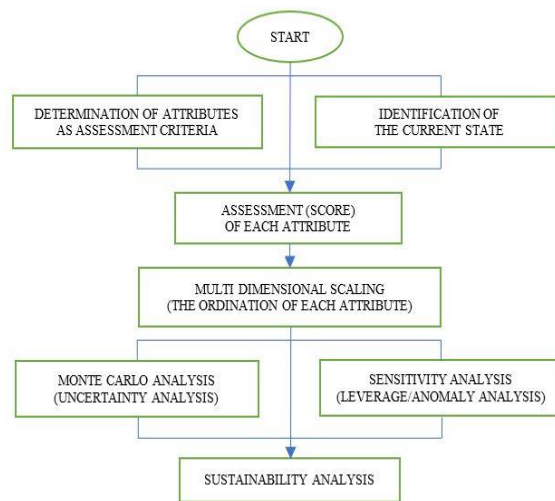 START
DETERMINATION OF ATTRIBUTES
AS ASSESSMENT CRITERIA
IDENTIFICATION OF
THE CURRENT STATE
ASSESSMENT (SCORE)
OF EACH ATTRIBUTE
MULTI DIMENSIONAL SCALING
(THE ORDINATION OF EACH ATTRIBUTE)
MONTE CARLO ANALYSIS
(UNCERTAINTY ANALYSIS)
SENSITIVITY ANALYSIS
(LEVERAGE/ANOMALY ANALYSIS)
SUSTAINABILITY ANALYSIS